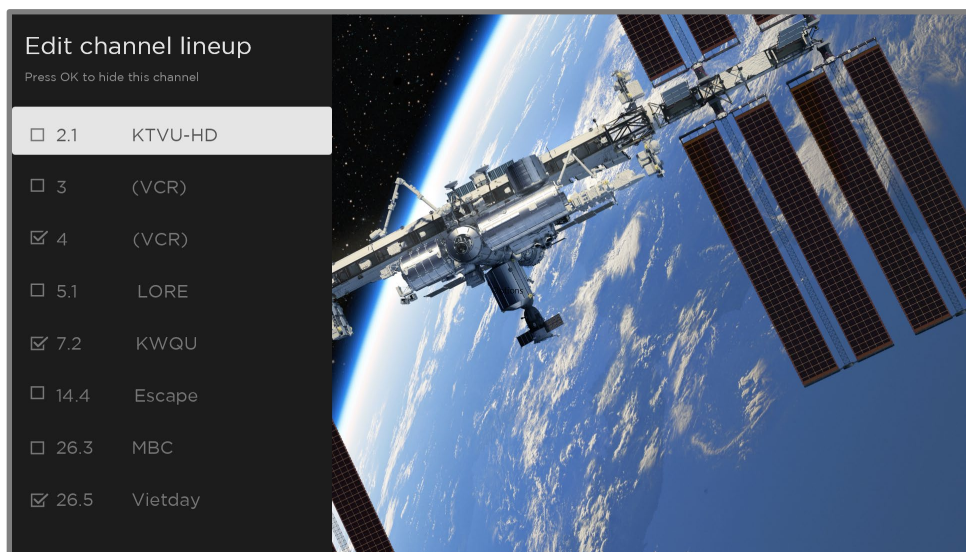 Edit channel lineup
Press OK to hide this channel
2.1 KTVU-HD
3 (VCR)
4 (VCR)
5.1 LORE
7.2 KWQU
14.4 Escape
26.3 MBC
26.5 Vietday